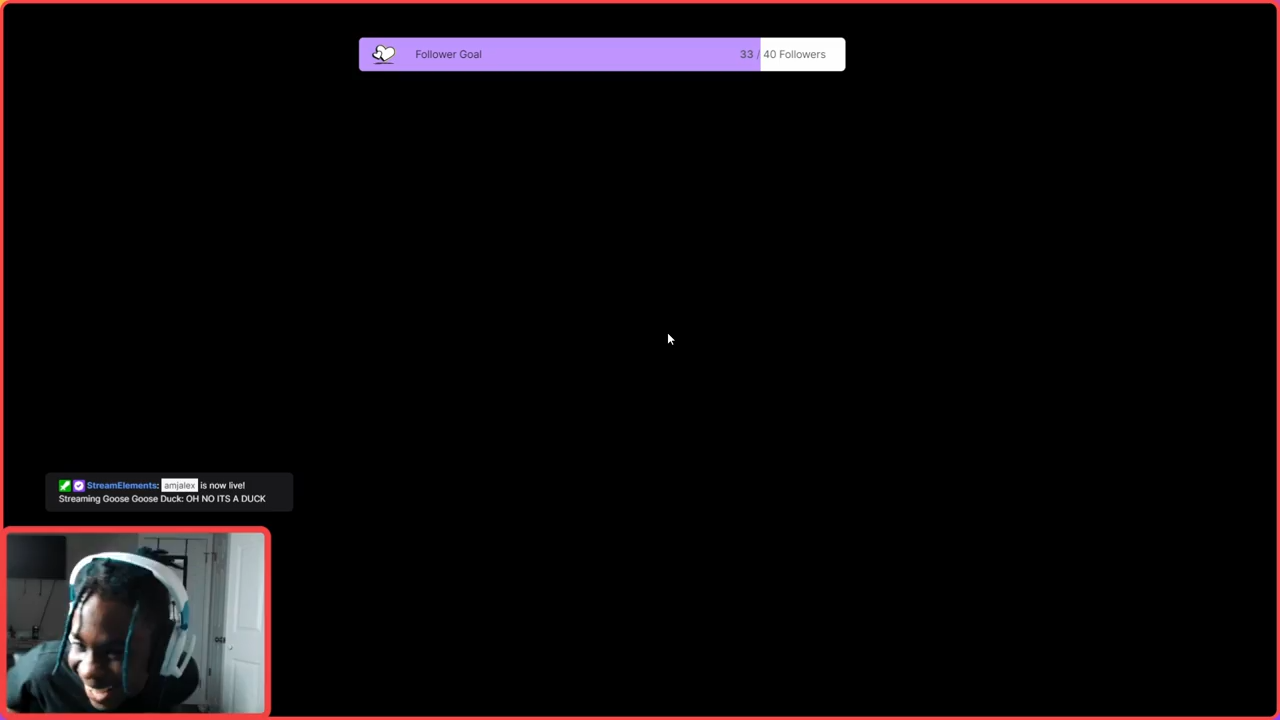 Follower Goal 33 / 40 Followers
StreamElements: amjalex is now live!
Streaming Goose Goose Duck: OH NO ITS A DUCK